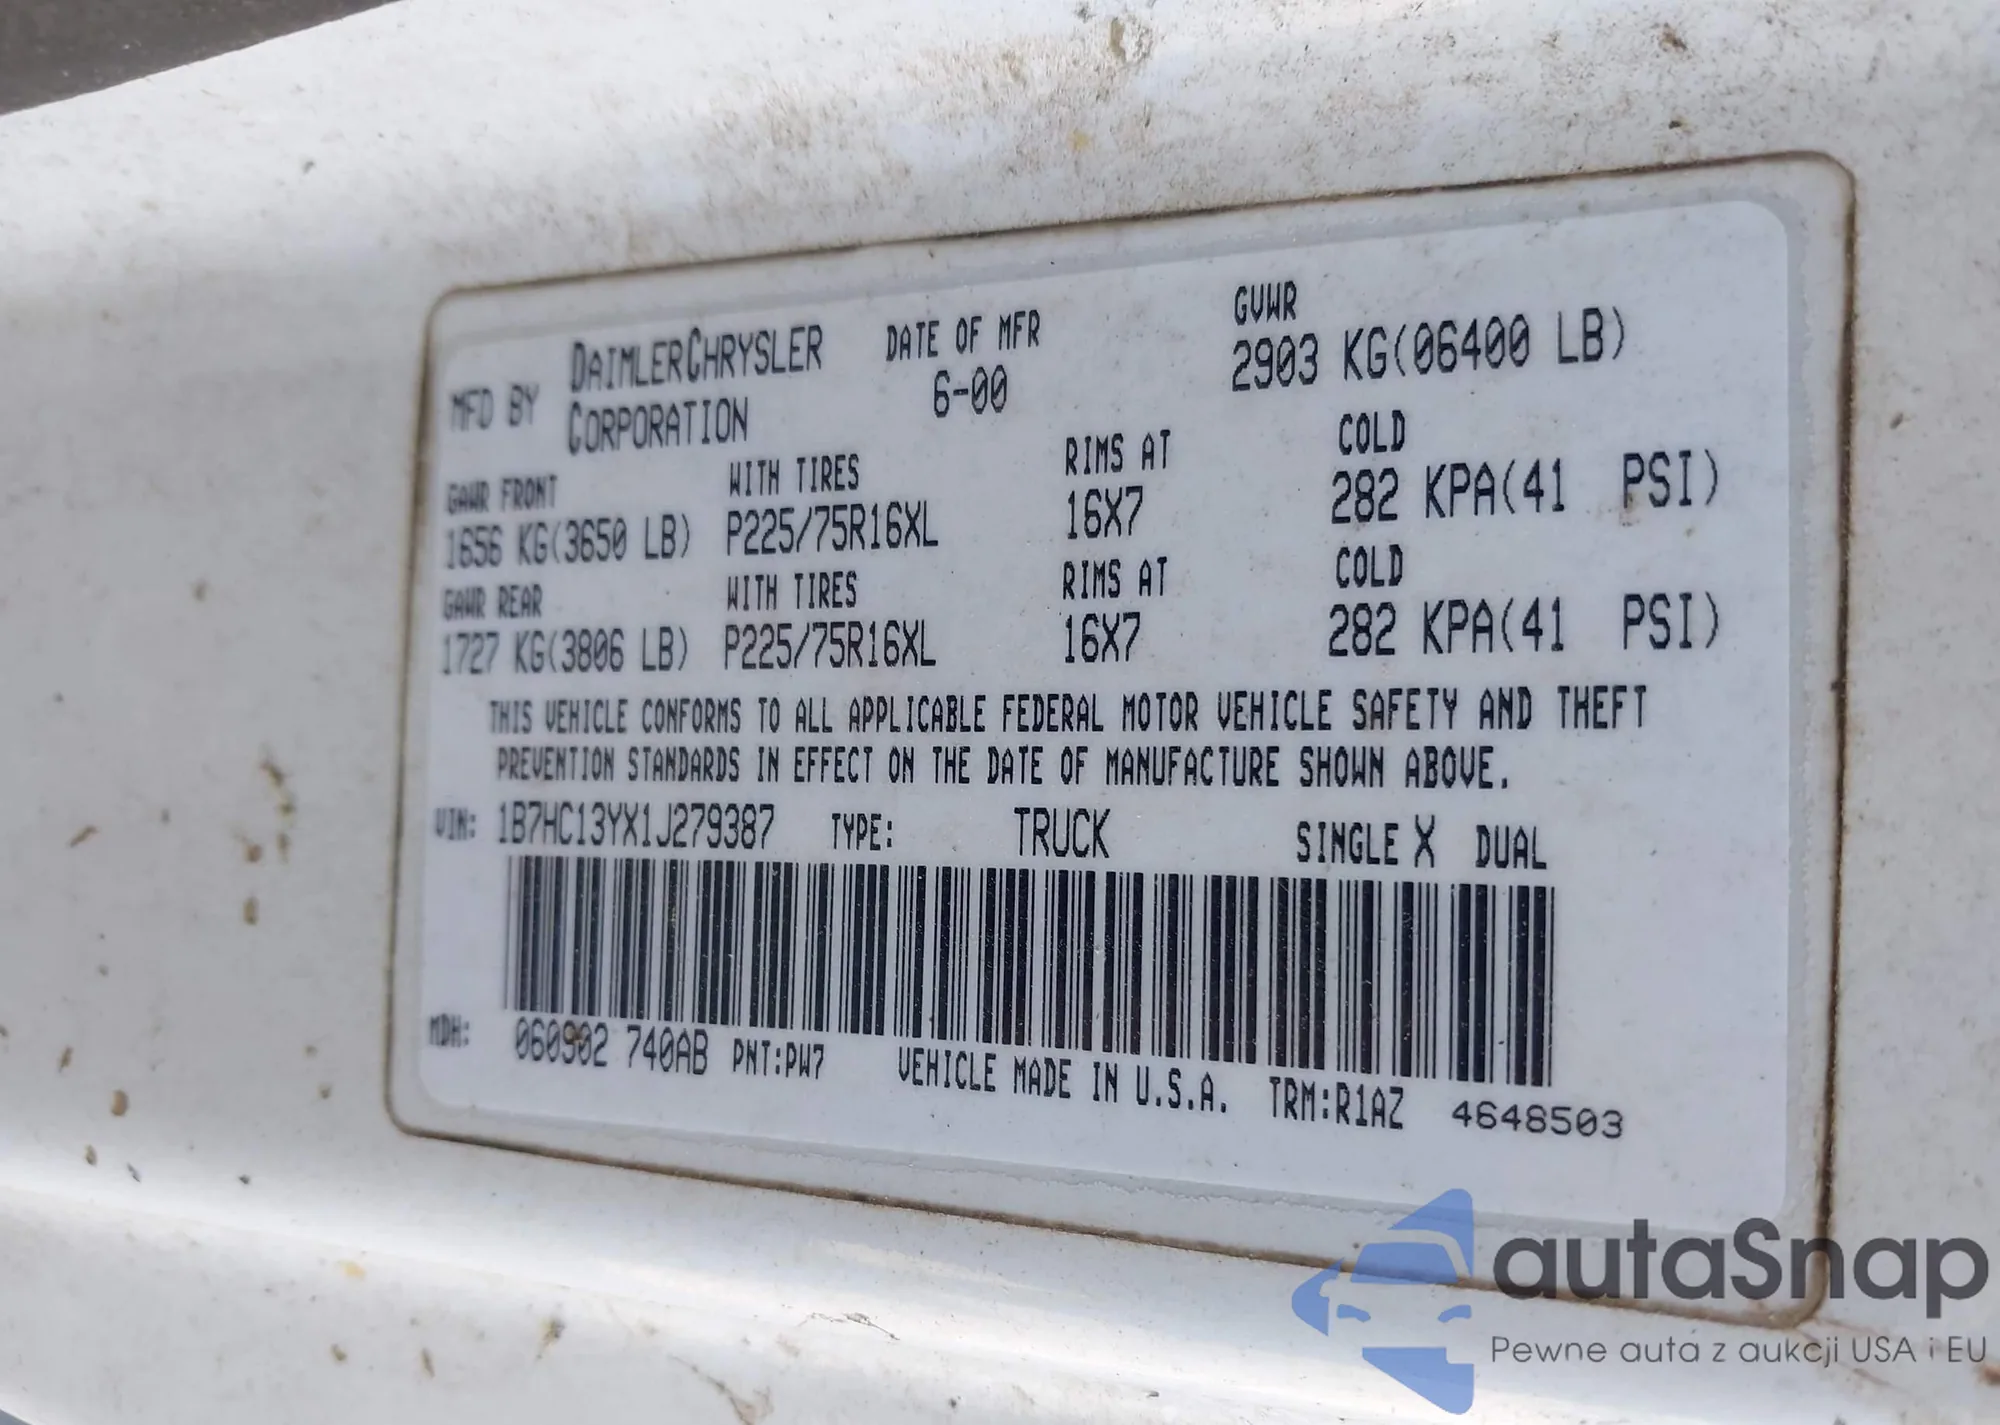 MFD BY DAIMLERCHRYSLER CORPORATION DATE OF MFR 6-00 GVWR 2903 KG(06400 LB)
GAWR FRONT WITH TIRES RIMS AT COLD
1656 KG(3650 LB) P225/75R16XL 16X7 282 KPA(41 PSI)
GAWR REAR WITH TIRES RIMS AT COLD
1727 KG(3806 LB) P225/75R16XL 16X7 282 KPA(41 PSI)
THIS VEHICLE CONFORMS TO ALL APPLICABLE FEDERAL MOTOR VEHICLE SAFETY AND THEFT
PREVENTION STANDARDS IN EFFECT ON THE DATE OF MANUFACTURE SHOWN ABOVE.
VIN: 1B7HC13YX1J279387 TYPE: TRUCK SINGLE X DUAL
MDH: 060902 740AB PNT:PW7 VEHICLE MADE IN U.S.A. TRM:R1AZ 4648503
autaSnap
Pewne auta z aukcji USA i EU